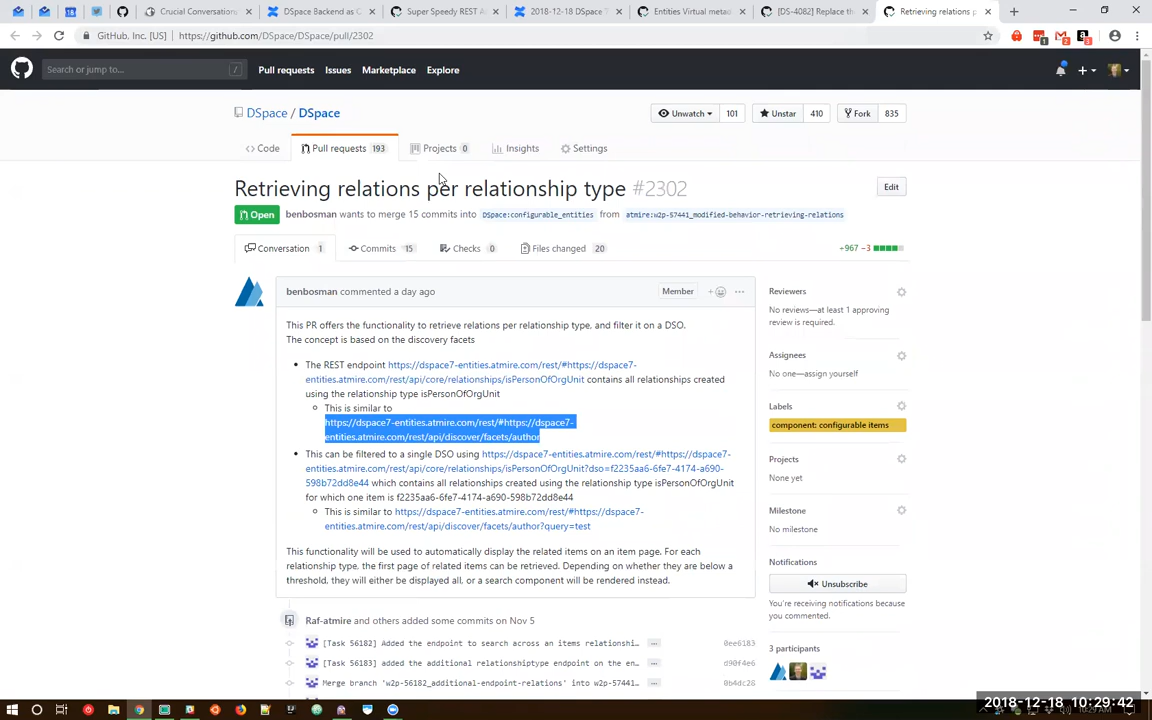 Crucial Conversations
DSpace Backend as C
Super Speedy REST A
2018-12-18 DSpace 7
Entities Virtual metad
[DS-4082] Replace th
Retrieving relations p
GitHub, Inc. [US]
https://github.com/DSpace/DSpace/pull/2302
Search or jump to...
/
Pull requests
Issues
Marketplace
Explore
DSpace / DSpace
Unwatch
101
Unstar
410
Fork
835
Code
Pull requests 193
Projects 0
Insights
Settings
Retrieving relations per relationship type #2302
Edit
Open
benbosman wants to merge 15 commits into DSpace:configurable_entities from atmire:w2p-57441_modified-behavior-retrieving-relations
Conversation 1
Commits 15
Checks 0
Files changed 20
+967 −3
benbosman commented a day ago
Member
This PR offers the functionality to retrieve relations per relationship type, and filter it on a DSO.
The concept is based on the discovery facets
The REST endpoint https://dspace7-entities.atmire.com/rest/#https://dspace7-
entities.atmire.com/rest/api/core/relationships/isPersonOfOrgUnit contains all relationships created
using the relationship type isPersonOfOrgUnit
This is similar to
https://dspace7-entities.atmire.com/rest/#https://dspace7-
entities.atmire.com/rest/api/discover/facets/author
This can be filtered to a single DSO using https://dspace7-entities.atmire.com/rest/#https://dspace7-
entities.atmire.com/rest/api/core/relationships/isPersonOfOrgUnit?dso=f2235aa6-6fe7-4174-a690-
598b72dd8e44 which contains all relationships created using the relationship type isPersonOfOrgUnit
for which one item is f2235aa6-6fe7-4174-a690-598b72dd8e44
This is similar to https://dspace7-entities.atmire.com/rest/#https://dspace7-
entities.atmire.com/rest/api/discover/facets/author?query=test
This functionality will be used to automatically display the related items on an item page. For each
relationship type, the first page of related items can be retrieved. Depending on whether they are below a
threshold, they will either be displayed all, or a search component will be rendered instead.
Raf-atmire and others added some commits on Nov 5
[Task 56182] Added the endpoint to search across an items relationshi…
0ee6183
[Task 56183] added the additional relationshiptype endpoint on the en…
d90f4e6
Merge branch 'w2p-56182_additional-endpoint-relations' into w2p-57441…
0b4dc28
Reviewers
No reviews—at least 1 approving
review is required.
Assignees
No one—assign yourself
Labels
component: configurable items
Projects
None yet
Milestone
No milestone
Notifications
Unsubscribe
You're receiving notifications because
you commented.
3 participants
2018-12-18 10:29:42